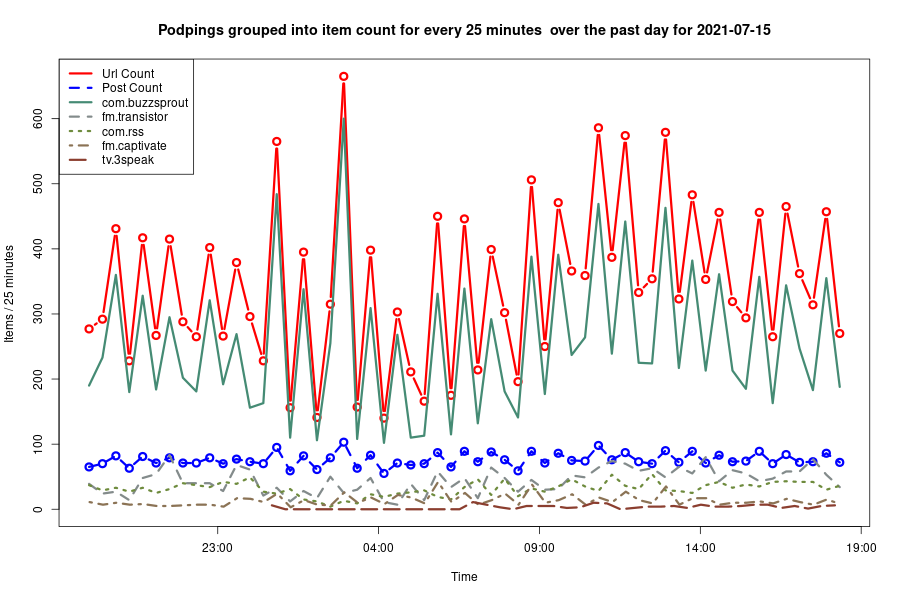 Podpings grouped into item count for every 25 minutes  over the past day for 2021-07-15
Url Count
Post Count
com.buzzsprout
fm.transistor
com.rss
fm.captivate
tv.3speak
Items / 25 minutes
600
500
400
300
200
100
0
23:00 04:00 09:00 14:00 19:00
Time